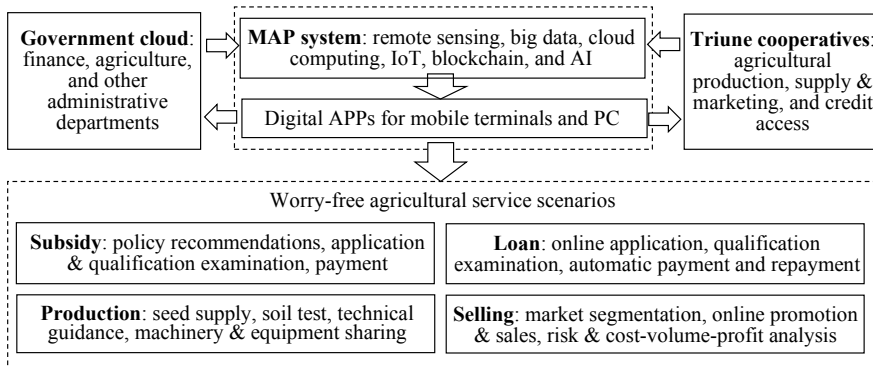 Government cloud:
finance, agriculture,
and other
administrative
departments
MAP system: remote sensing, big data, cloud
computing, IoT, blockchain, and AI
Digital APPs for mobile terminals and PC
Triune cooperatives:
agricultural
production, supply &
marketing, and credit
access
Worry-free agricultural service scenarios
Subsidy: policy recommendations, application
& qualification examination, payment
Loan: online application, qualification
examination, automatic payment and repayment
Production: seed supply, soil test, technical
guidance, machinery & equipment sharing
Selling: market segmentation, online promotion
& sales, risk & cost-volume-profit analysis